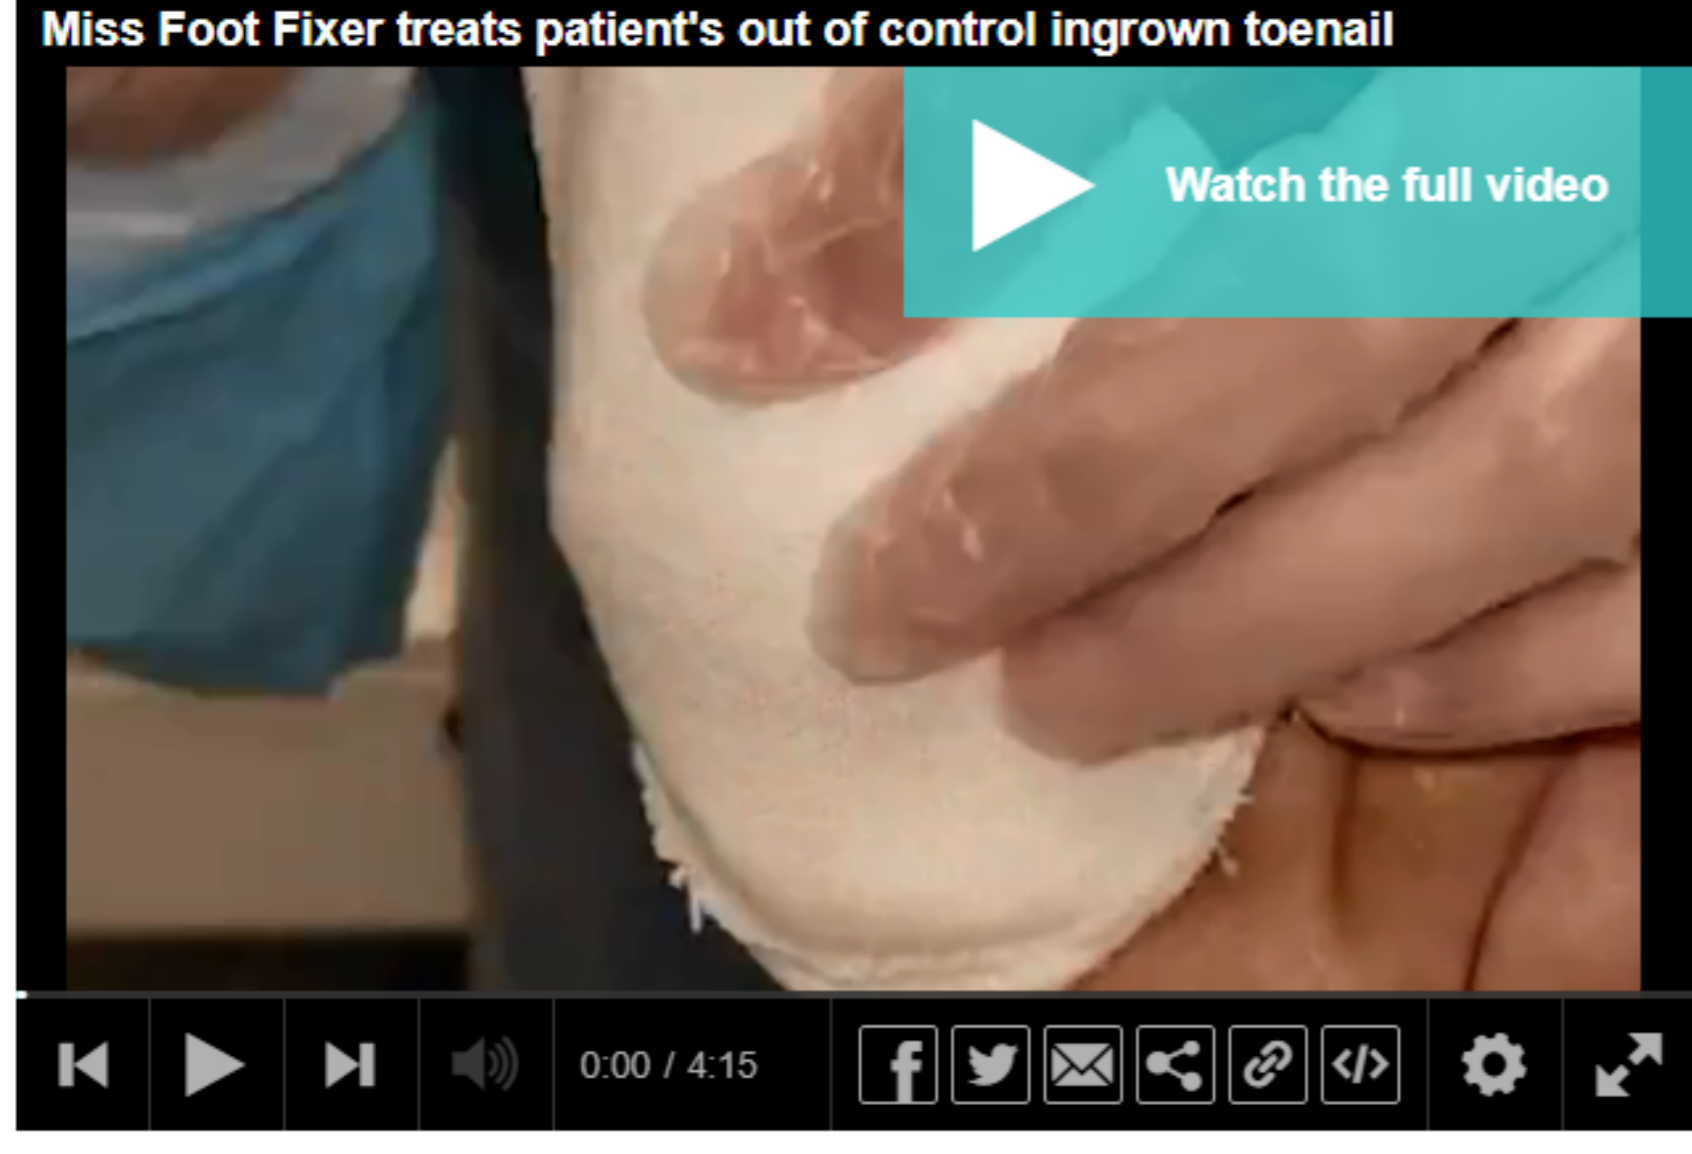 Miss Foot Fixer treats patient's out of control ingrown toenail
Watch the full video
0:00 / 4:15